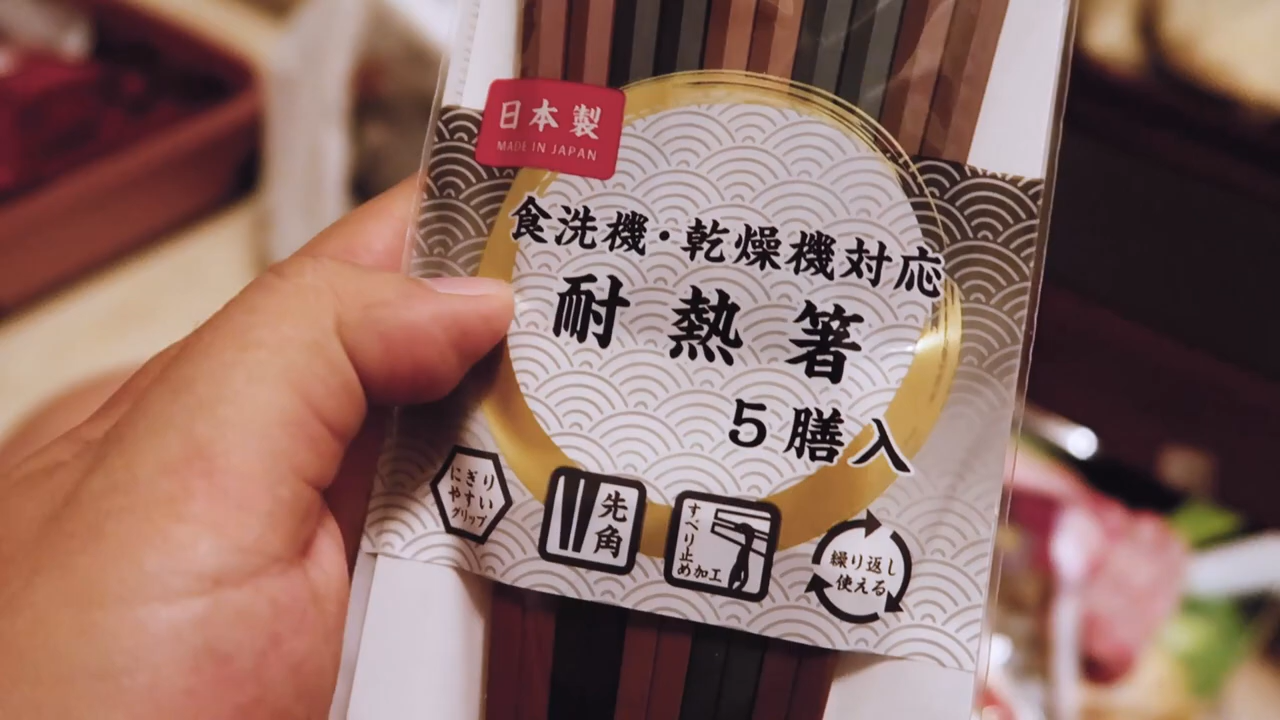 日本製
MADE IN JAPAN
食洗機・乾燥機対応
耐熱箸
5膳入
にぎり
やすい
グリップ
先角
すべり止め加工
繰り返し
使える